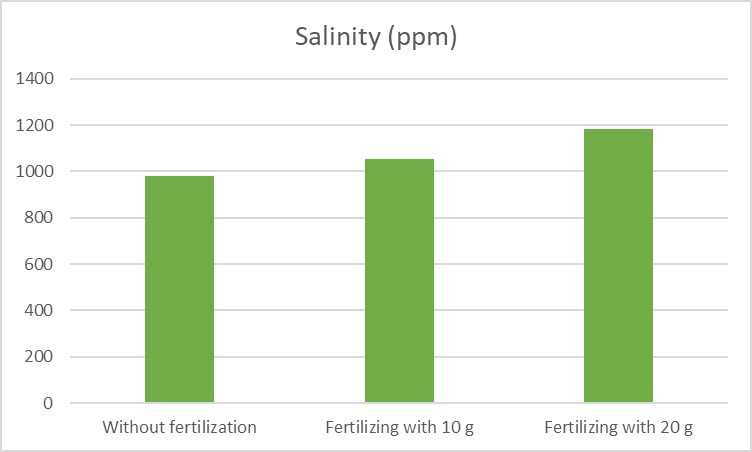 Salinity (ppm)
1400
1200
1000
800
600
400
200
0
Without fertilization
Fertilizing with 10 g
Fertilizing with 20 g